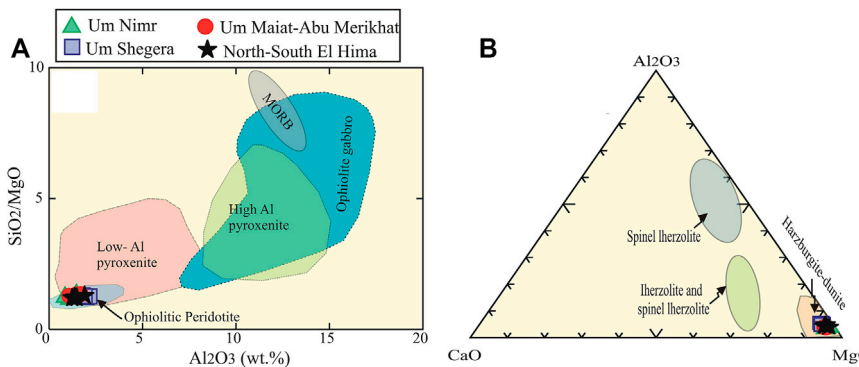 Um Nimr
Um Maiat-Abu Merikhat
Um Shegera
North-South El Hima
A
10
5
0
SiO2/MgO
MORB
Ophiolite gabbro
High Al
pyroxenite
Low- Al
pyroxenite
Ophiolitic Peridotite
0
5
10
15
20
Al2O3 (wt.%)
B
Al2O3
Spinel lherzolite
lherzolite and
spinel lherzolite
Harzburgite-dunite
CaO
MgO